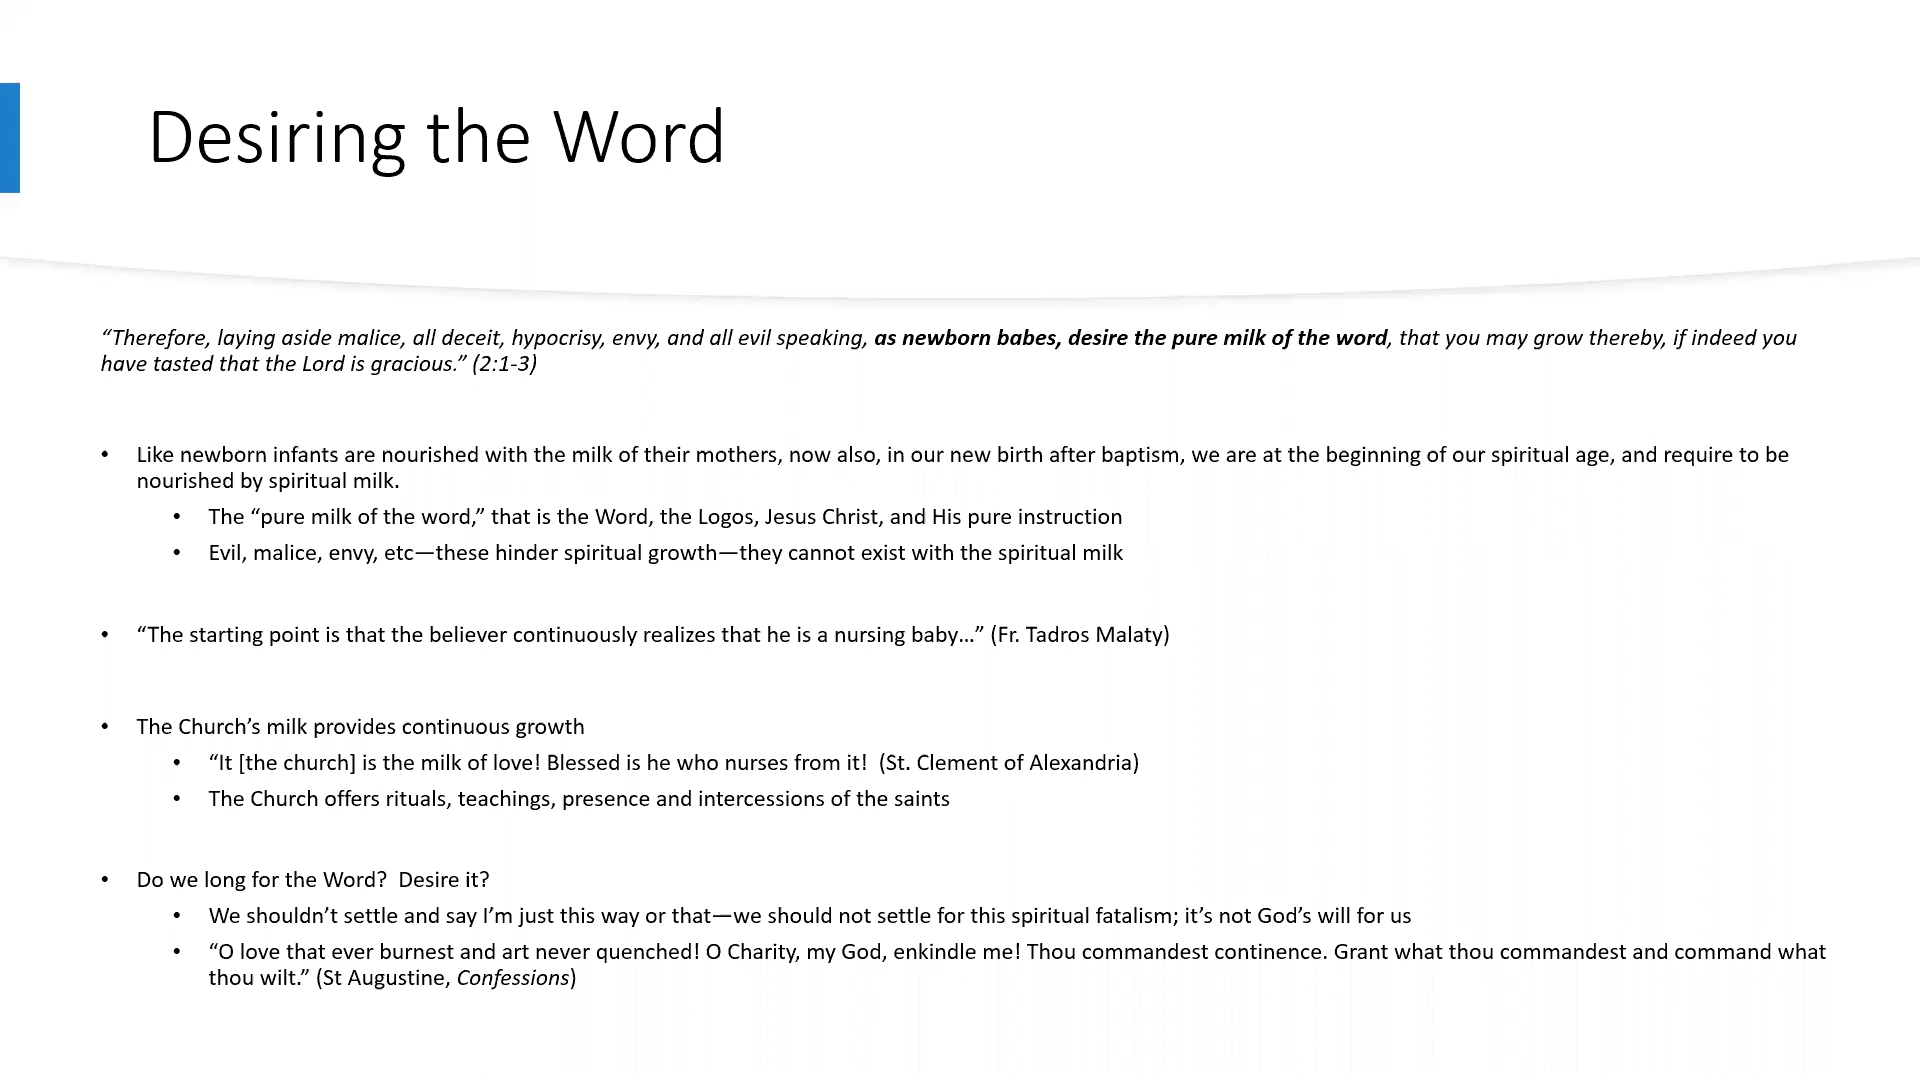 Desiring the Word
“Therefore, laying aside malice, all deceit, hypocrisy, envy, and all evil speaking, as newborn babes, desire the pure milk of the word, that you may grow thereby, if indeed you
have tasted that the Lord is gracious.” (2:1-3)
• Like newborn infants are nourished with the milk of their mothers, now also, in our new birth after baptism, we are at the beginning of our spiritual age, and require to be
nourished by spiritual milk.
• The “pure milk of the word,” that is the Word, the Logos, Jesus Christ, and His pure instruction
• Evil, malice, envy, etc—these hinder spiritual growth—they cannot exist with the spiritual milk
• “The starting point is that the believer continuously realizes that he is a nursing baby…” (Fr. Tadros Malaty)
• The Church’s milk provides continuous growth
• “It [the church] is the milk of love! Blessed is he who nurses from it!  (St. Clement of Alexandria)
• The Church offers rituals, teachings, presence and intercessions of the saints
• Do we long for the Word?  Desire it?
• We shouldn’t settle and say I’m just this way or that—we should not settle for this spiritual fatalism; it’s not God’s will for us
• “O love that ever burnest and art never quenched! O Charity, my God, enkindle me! Thou commandest continence. Grant what thou commandest and command what
thou wilt.” (St Augustine, Confessions)